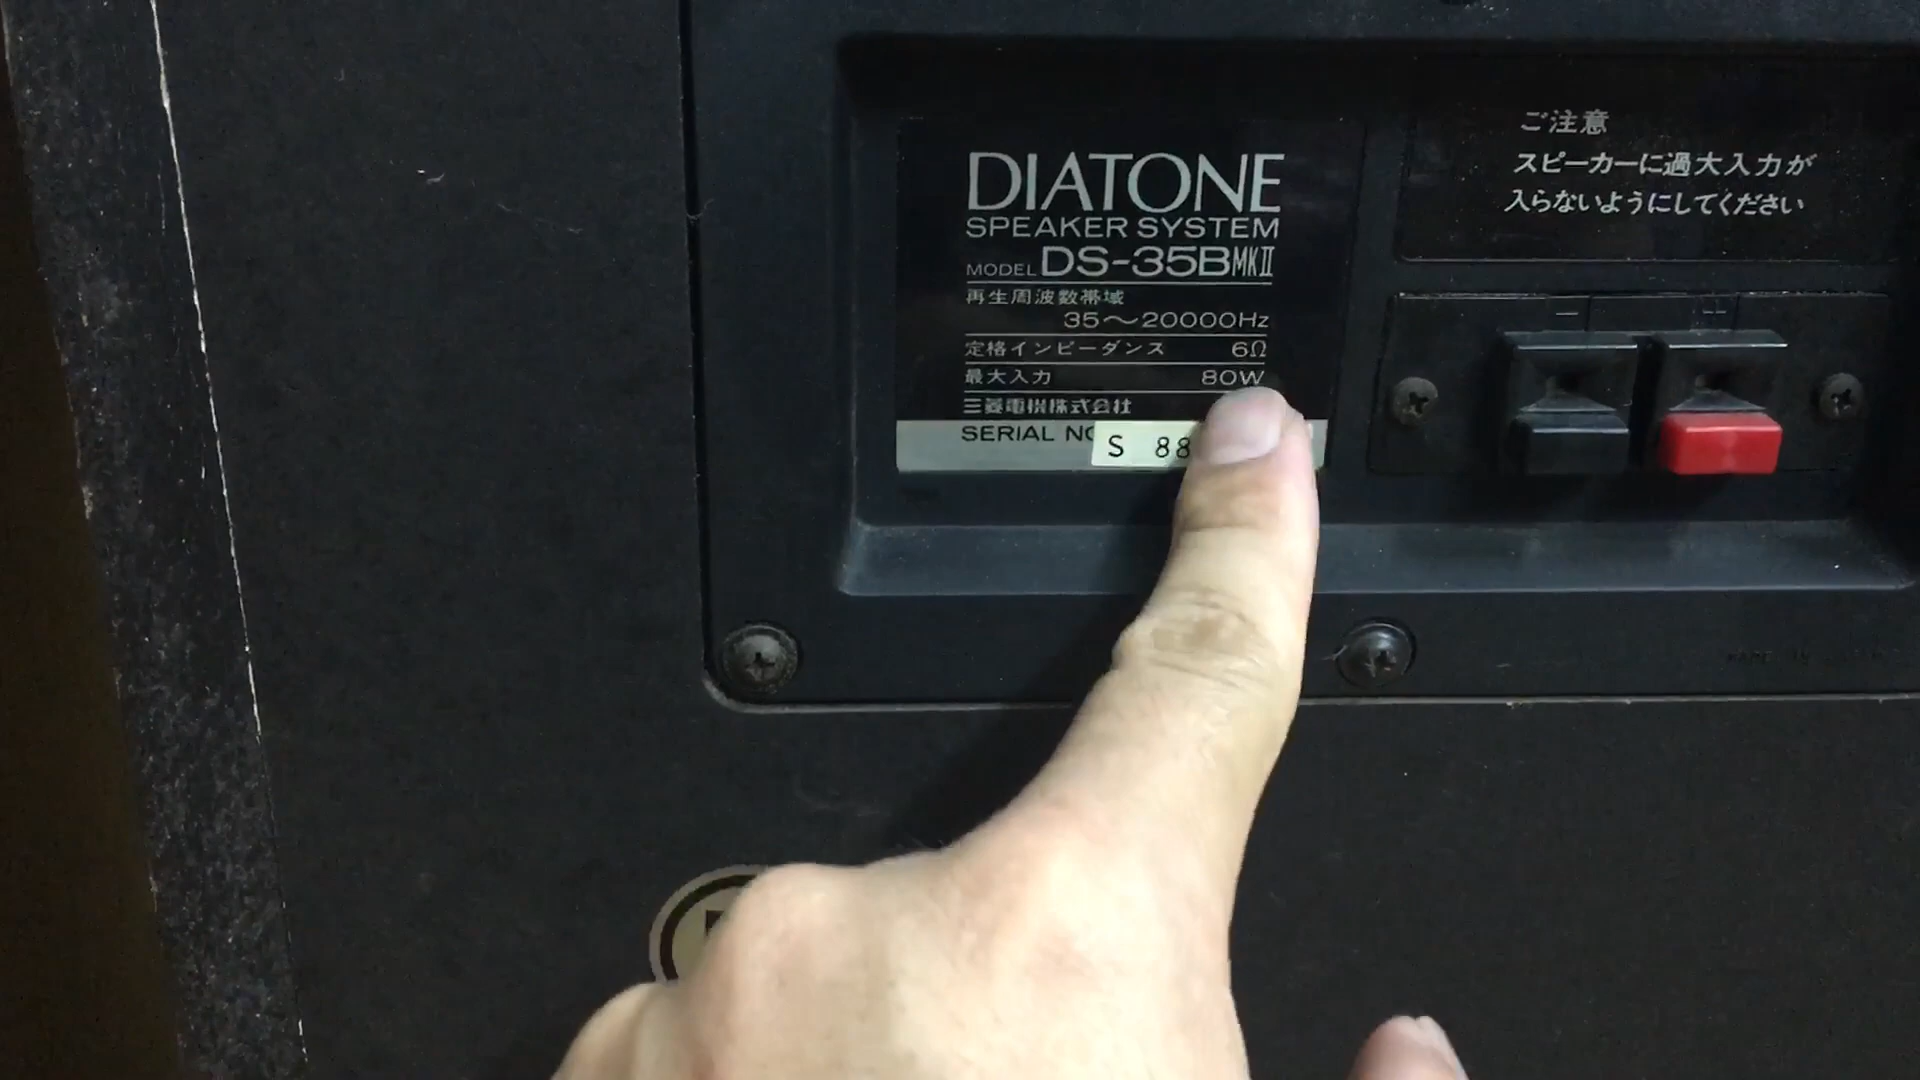 DIATONE
SPEAKER SYSTEM
MODEL DS-35BMKII
再生周波数帯域
35〜20000Hz
定格インピーダンス 6Ω
最大入力 80W
三菱電機株式会社
SERIAL NO
S 88
ご注意
スピーカーに過大入力が
入らないようにしてください